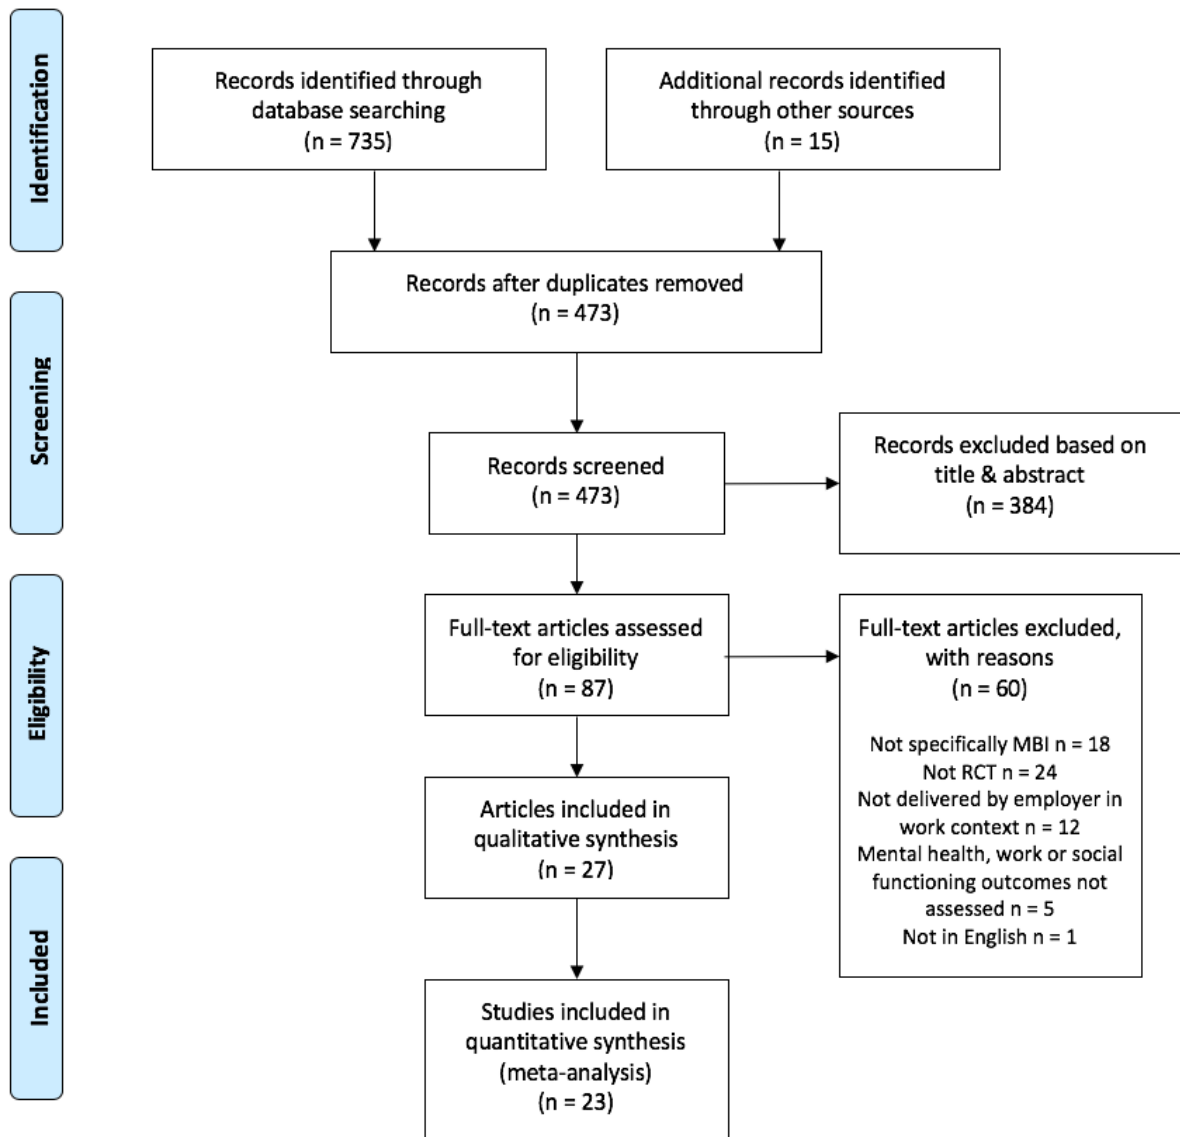 Identification
Records identified through
database searching
(n = 735)
Additional records identified
through other sources
(n = 15)
Records after duplicates removed
(n = 473)
Screening
Records screened
(n = 473)
Records excluded based on
title & abstract
(n = 384)
Eligibility
Full-text articles assessed
for eligibility
(n = 87)
Full-text articles excluded,
with reasons
(n = 60)
Not specifically MBI n = 18
Not RCT n = 24
Not delivered by employer in
work context n = 12
Mental health, work or social
functioning outcomes not
assessed n = 5
Not in English n = 1
Articles included in
qualitative synthesis
(n = 27)
Included
Studies included in
quantitative synthesis
(meta-analysis)
(n = 23)